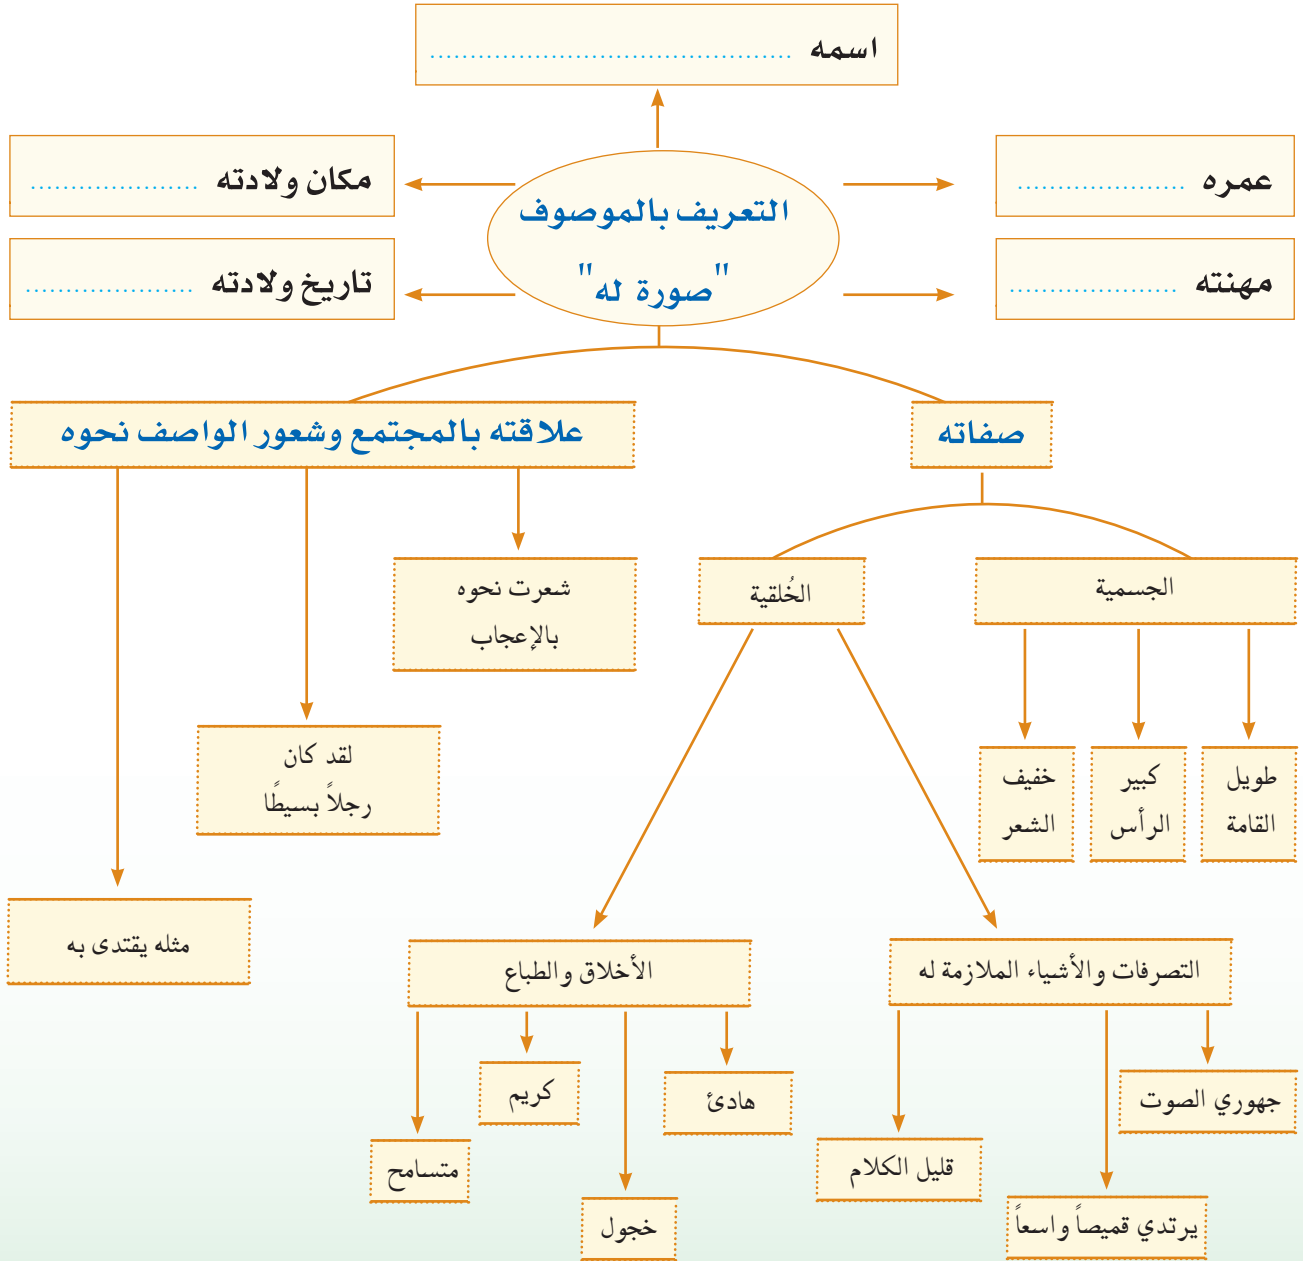 اسمه ............................................
عمره .....................
مكان ولادته .....................
التعريف بالموصوف
"صورة له"
مهنته .....................
تاريخ ولادته .....................
صفاته
علاقته بالمجتمع وشعور الواصف نحوه
الجسمية
الخُلقية
شعرت نحوه
بالإعجاب
طويل
القامة
كبير
الرأس
خفيف
الشعر
لقد كان
رجلاً بسيطًا
مثله يقتدى به
التصرفات والأشياء الملازمة له
الأخلاق والطباع
جهوري الصوت
يرتدي قميصاً واسعاً
قليل الكلام
هادئ
خجول
كريم
متسامح